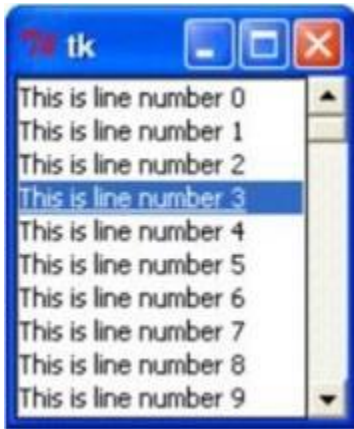 tk
This is line number 0
This is line number 1
This is line number 2
This is line number 3
This is line number 4
This is line number 5
This is line number 6
This is line number 7
This is line number 8
This is line number 9